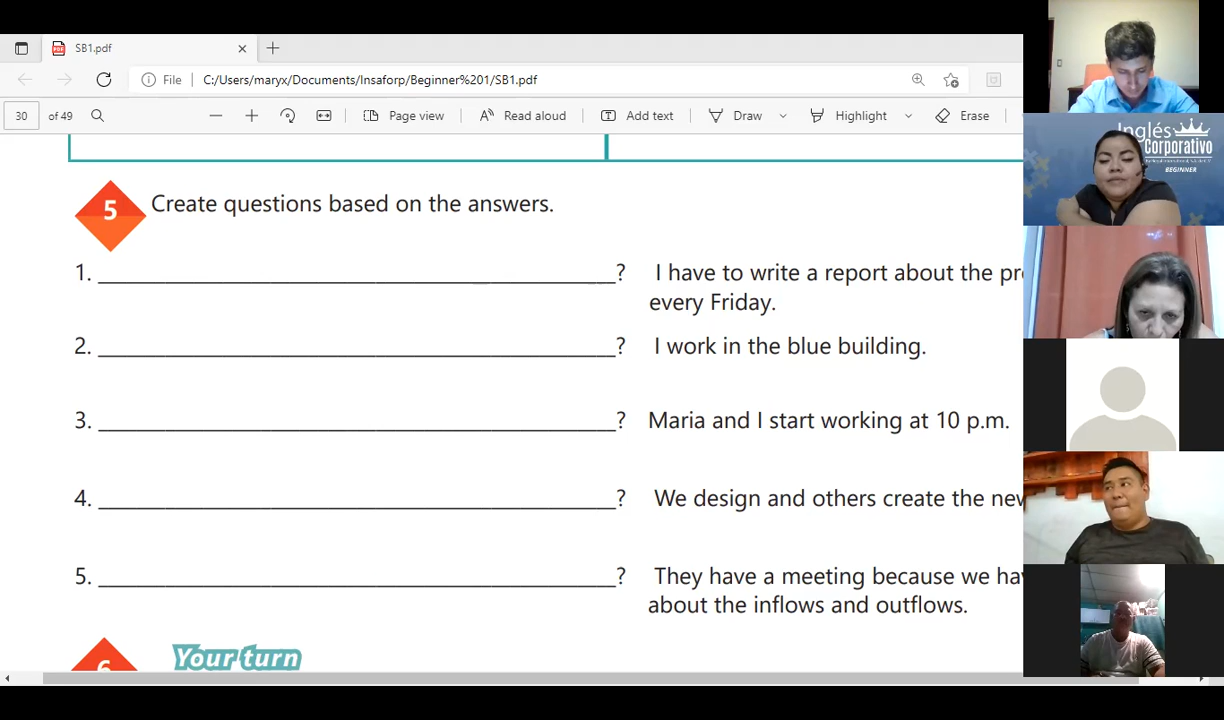 SB1.pdf
File C:/Users/maryx/Documents/Insaforp/Beginner%201/SB1.pdf
30 of 49 Page view Read aloud Add text Draw Highlight Erase
5 Create questions based on the answers.
1. ? I have to write a report about the
every Friday.
2. ? I work in the blue building.
3. ? Maria and I start working at 10 p.m.
4. ? We design and others create the
5. ? They have a meeting because we
about the inflows and outflows.
6 Your turn
Inglés
Corporativo
BEGINNER